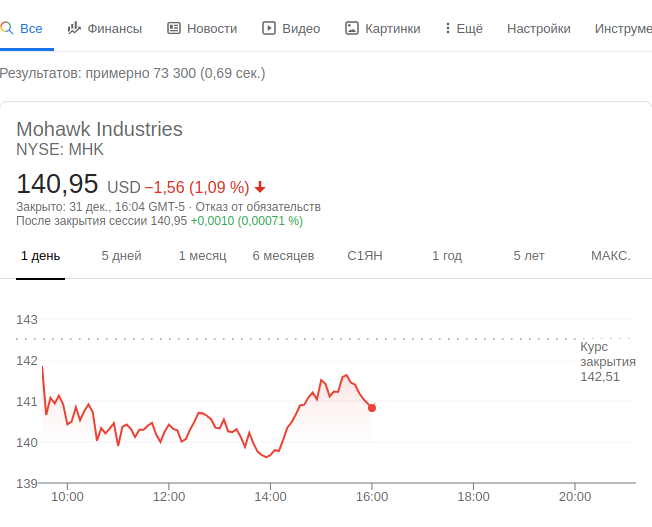 Все Финансы Новости Видео Картинки Ещё Настройки Инструме
Результатов: примерно 73 300 (0,69 сек.)
Mohawk Industries
NYSE: MHK
140,95 USD −1,56 (1,09 %)
Закрыто: 31 дек., 16:04 GMT-5 · Отказ от обязательств
После закрытия сессии 140,95 +0,0010 (0,00071 %)
1 день 5 дней 1 месяц 6 месяцев С1ЯН 1 год 5 лет МАКС.
143
142
141
140
139
Курс
закрытия
142,51
10:00 12:00 14:00 16:00 18:00 20:00